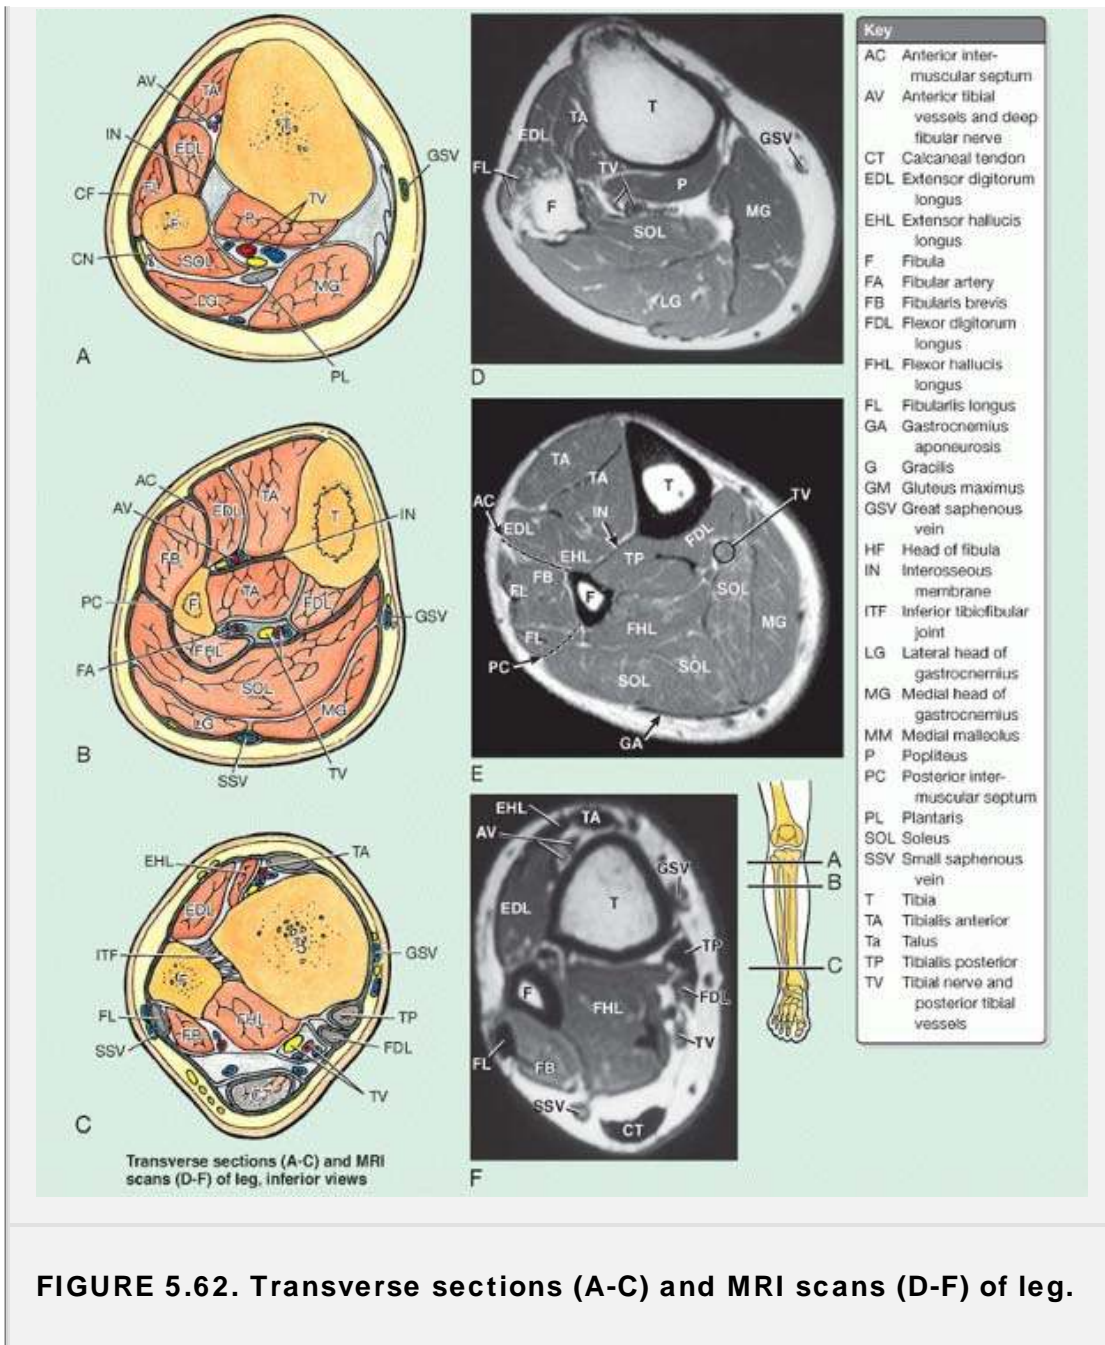 TA
AV
T
IN
EDL
GSV
FL
CF
P
TV
F
CN
SOL
MG
LG
A
PL
T
TA
EDL
GSV
FL
TV
P
F
MG
SOL
LG
D
AC
TA
AV
EDL
T
IN
FB
TA
PC
F
FDL
GSV
FHL
FA
SOL
MG
LG
B
SSV
TV
TA
TA
T
AC
TV
IN
EDL
FDL
EHL
TP
FB
FL
F
SOL
FHL
MG
FL
PC
SOL
SOL
GA
E
EHL
TA
EDL
T
ITF
GSV
F
FL
FHL
TP
FB
SSV
FDL
TV
CT
C
Transverse sections (A-C) and MRI
scans (D-F) of leg, inferior views
EHL
TA
AV
GSV
T
EDL
TP
F
FHL
FDL
TV
FL
FB
SSV
CT
F
A
B
C
Key
AC Anterior inter-
muscular septum
AV Anterior tibial
vessels and deep
fibular nerve
CT Calcaneal tendon
EDL Extensor digitorum
longus
EHL Extensor hallucis
longus
F Fibula
FA Fibular artery
FB Fibularis brevis
FDL Flexor digitorum
longus
FHL Flexor hallucis
longus
FL Fibulariis longus
GA Gastrocnemius
aponeurosis
G Gracilis
GM Gluteus maximus
GSV Great saphenous
vein
HF Head of fibula
IN Interosseous
membrane
ITF Inferior tibiofibular
joint
LG Lateral head of
gastrocnemius
MG Medial head of
gastrocnemius
MM Medial malleolus
P Popliteus
PC Posterior inter-
muscular septum
PL Plantaris
SOL Soleus
SSV Small saphenous
vein
T Tibia
TA Tibialis anterior
Ta Talus
TP Tibialis posterior
TV Tibial nerve and
posterior tibial
vessels
FIGURE 5.62. Transverse sections (A-C) and MRI scans (D-F) of leg.